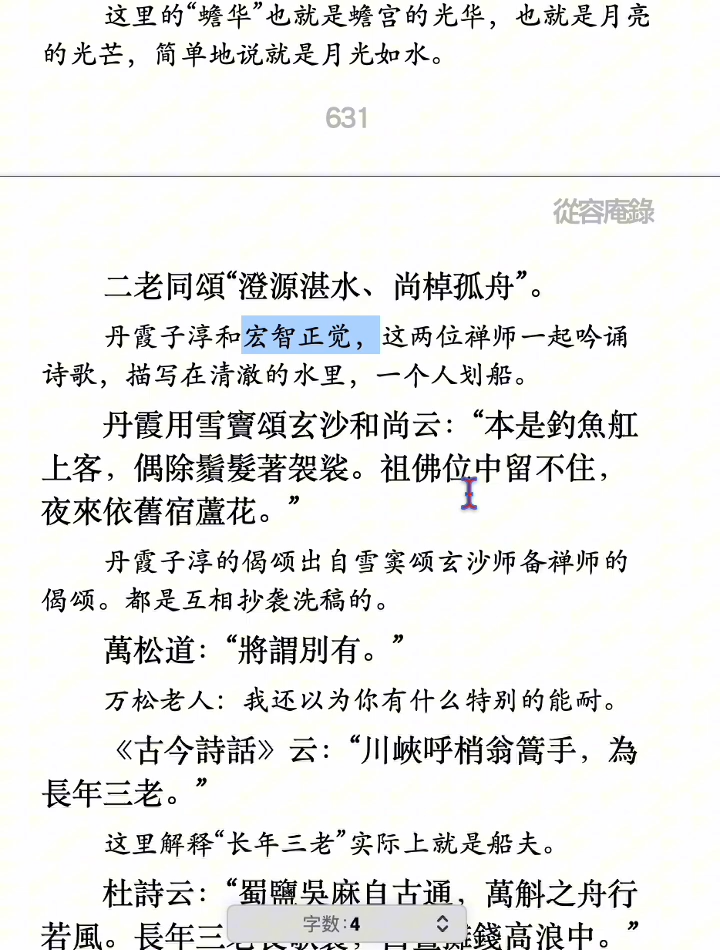 这里的“蟾华”也就是蟾宫的光华，也就是月亮
的光芒，简单地说就是月光如水。
631
從容庵錄
二老同頌“澄源湛水、尚棹孤舟”。
丹霞子淳和宏智正觉，这两位禅师一起吟诵
诗歌，描写在清澈的水里，一个人划船。
丹霞用雪竇頌玄沙和尚云：“本是釣魚舡
上客，偶除鬚髮著袈裟。祖佛位中留不住，
夜來依舊宿蘆花。”
丹霞子淳的偈颂出自雪窦颂玄沙师备禅师的
偈颂。都是互相抄袭洗稿的。
萬松道：“將謂別有。”
万松老人：我还以为你有什么特别的能耐。
《古今詩話》云：“川峽呼梢翁篙手，為
長年三老。”
这里解释“长年三老”实际上就是船夫。
杜詩云：“蜀鹽吳麻自古通，萬斛之舟行
若風。長年三老長歌裏，白晝攤錢高浪中。”
字数:4